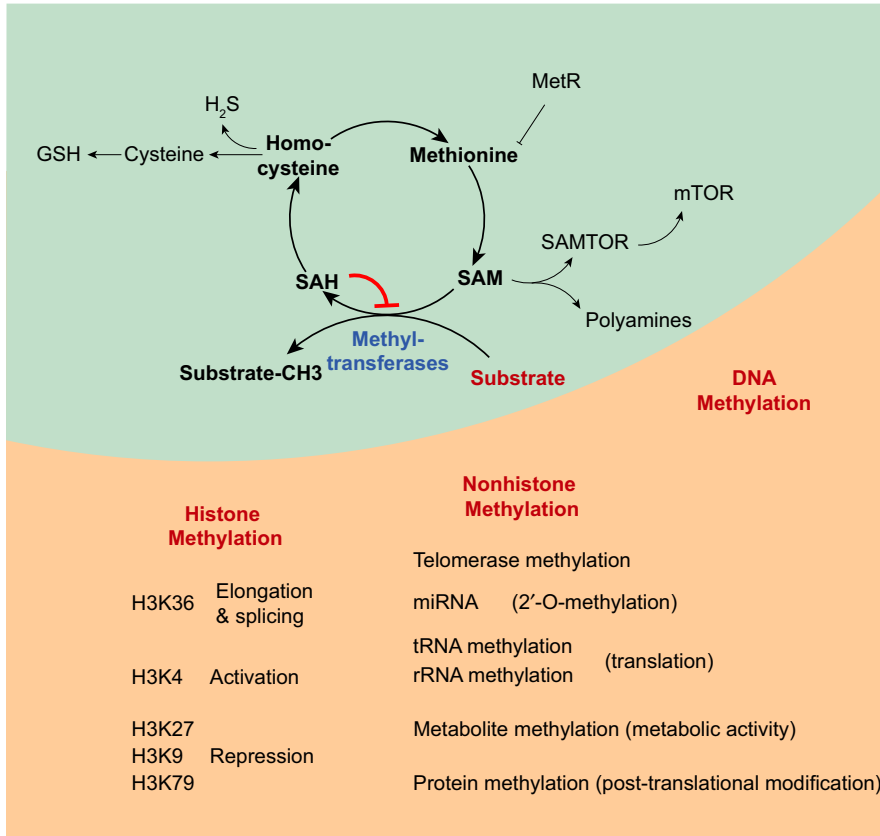 MetR
H2S
Homo-
cysteine
Methionine
GSH
Cysteine
mTOR
SAMTOR
SAH
SAM
Polyamines
Methyl-
transferases
Substrate-CH3
Substrate
DNA
Methylation
Histone
Methylation
H3K36
Elongation
& splicing
H3K4 Activation
H3K27
H3K9 Repression
H3K79
Nonhistone
Methylation
Telomerase methylation
miRNA (2′-O-methylation)
tRNA methylation
rRNA methylation
(translation)
Metabolite methylation (metabolic activity)
Protein methylation (post-translational modification)